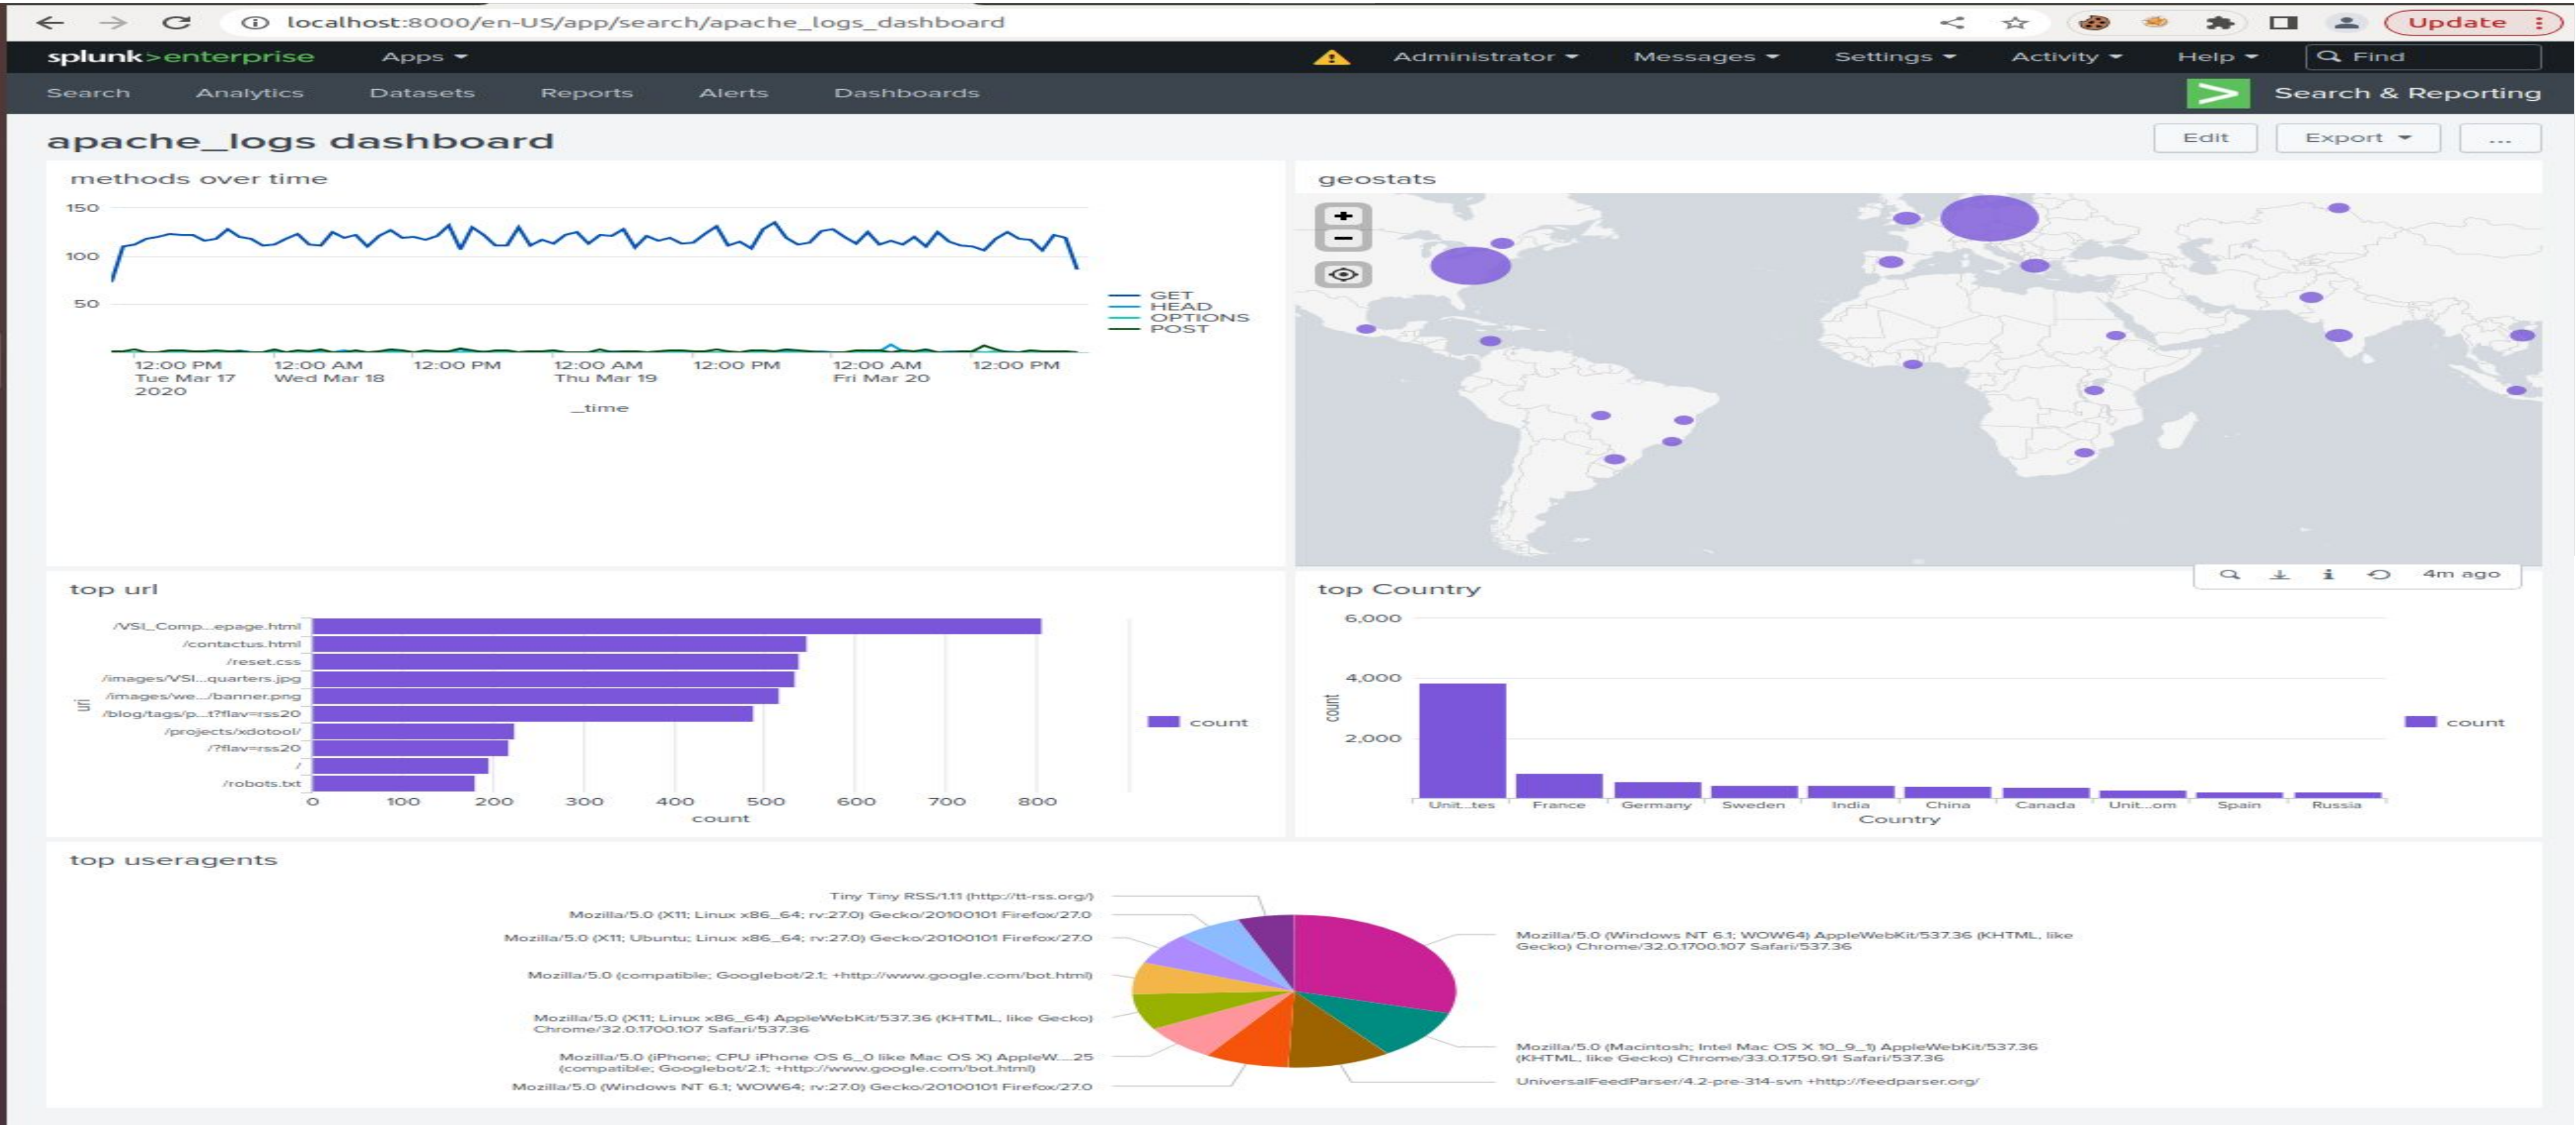 localhost:8000/en-US/app/search/apache_logs_dashboard
Update
splunk>enterprise Apps Administrator Messages Settings Activity Help Find
Search Analytics Datasets Reports Alerts Dashboards Search & Reporting
apache_logs dashboard Edit Export ...
methods over time
150
100
50
GET
HEAD
OPTIONS
POST
12:00 PM 12:00 AM 12:00 PM 12:00 AM 12:00 PM 12:00 AM 12:00 PM
Tue Mar 17 Wed Mar 18 Thu Mar 19 Fri Mar 20
2020
_time
geostats
+
−
4m ago
top url
/VSI_Comp...epage.html
/contactus.html
/reset.css
/images/VSI...quarters.jpg
/images/we.../banner.png
/blog/tags/p...t?flav=rss20
/projects/xdotool/
/?flav=rss20
/
/robots.txt
uri
0 100 200 300 400 500 600 700 800
count
count
top Country
6,000
4,000
2,000
count
Unit...tes France Germany Sweden India China Canada Unit...om Spain Russia
Country
count
top useragents
Tiny Tiny RSS/1.11 (http://tt-rss.org/)
Mozilla/5.0 (X11; Linux x86_64; rv:27.0) Gecko/20100101 Firefox/27.0
Mozilla/5.0 (X11; Ubuntu; Linux x86_64; rv:27.0) Gecko/20100101 Firefox/27.0
Mozilla/5.0 (compatible; Googlebot/2.1; +http://www.google.com/bot.html)
Mozilla/5.0 (X11; Linux x86_64) AppleWebKit/537.36 (KHTML, like Gecko)
Chrome/32.0.1700.107 Safari/537.36
Mozilla/5.0 (iPhone; CPU iPhone OS 6_0 like Mac OS X) AppleW....25
(compatible; Googlebot/2.1; +http://www.google.com/bot.html)
Mozilla/5.0 (Windows NT 6.1; WOW64; rv:27.0) Gecko/20100101 Firefox/27.0
Mozilla/5.0 (Windows NT 6.1; WOW64) AppleWebKit/537.36 (KHTML, like
Gecko) Chrome/32.0.1700.107 Safari/537.36
Mozilla/5.0 (Macintosh; Intel Mac OS X 10_9_1) AppleWebKit/537.36
(KHTML, like Gecko) Chrome/33.0.1750.91 Safari/537.36
UniversalFeedParser/4.2-pre-314-svn +http://feedparser.org/